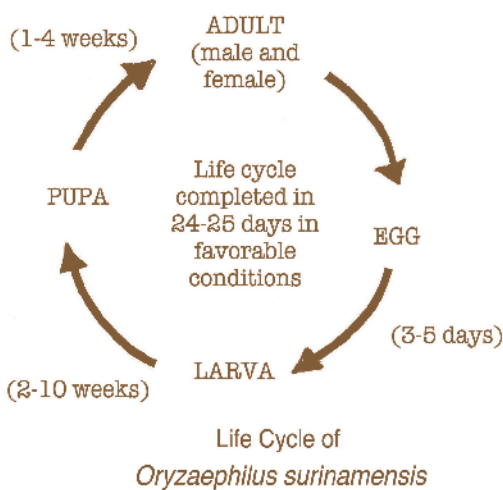 ADULT
(male and
female)
(1-4 weeks)
Life cycle
completed in
24-25 days in
favorable
conditions
PUPA
EGG
(3-5 days)
LARVA
(2-10 weeks)
Life Cycle of
Oryzaephilus surinamensis